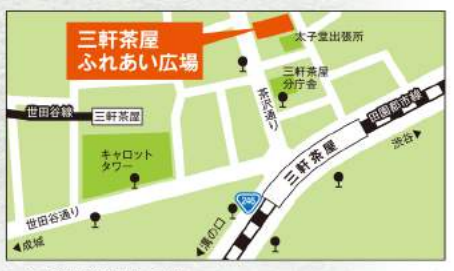 三軒茶屋
ふれあい広場
太子堂出張所
三軒茶屋
分庁舎
茶沢通り
田園都市線
渋谷▶
世田谷線
三軒茶屋
キャロット
タワー
三軒茶屋
246
世田谷通り
◀成城
◀溝の口